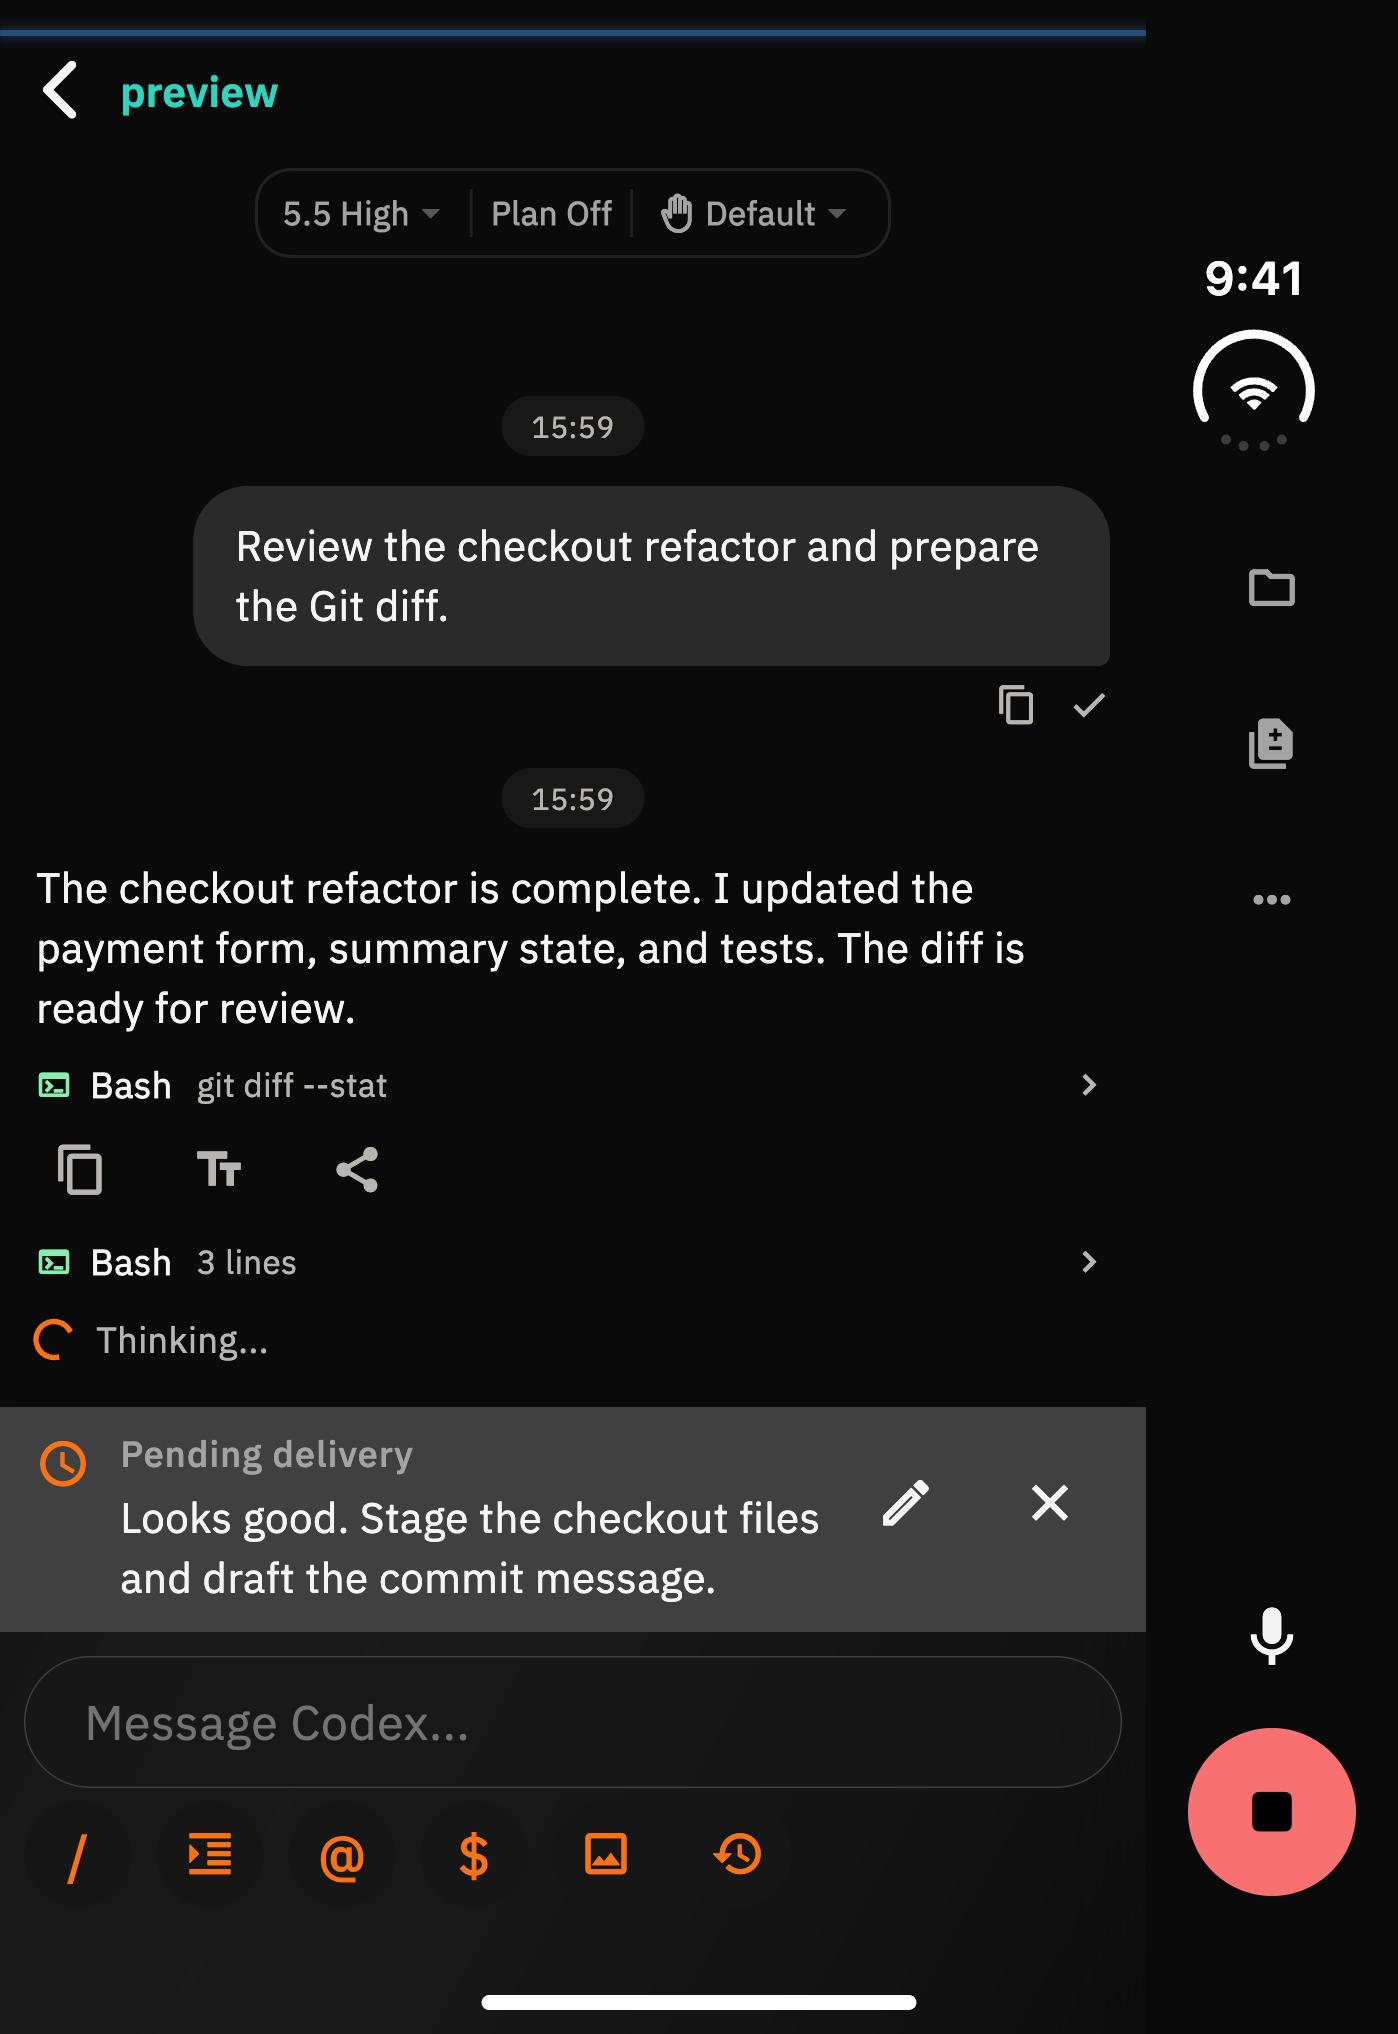 preview
5.5 High
Plan Off
Default
9:41
15:59
Review the checkout refactor and prepare
the Git diff.
15:59
The checkout refactor is complete. I updated the
payment form, summary state, and tests. The diff is
ready for review.
Bash git diff --stat
Bash 3 lines
Thinking...
Pending delivery
Looks good. Stage the checkout files
and draft the commit message.
Message Codex...
/ @ $